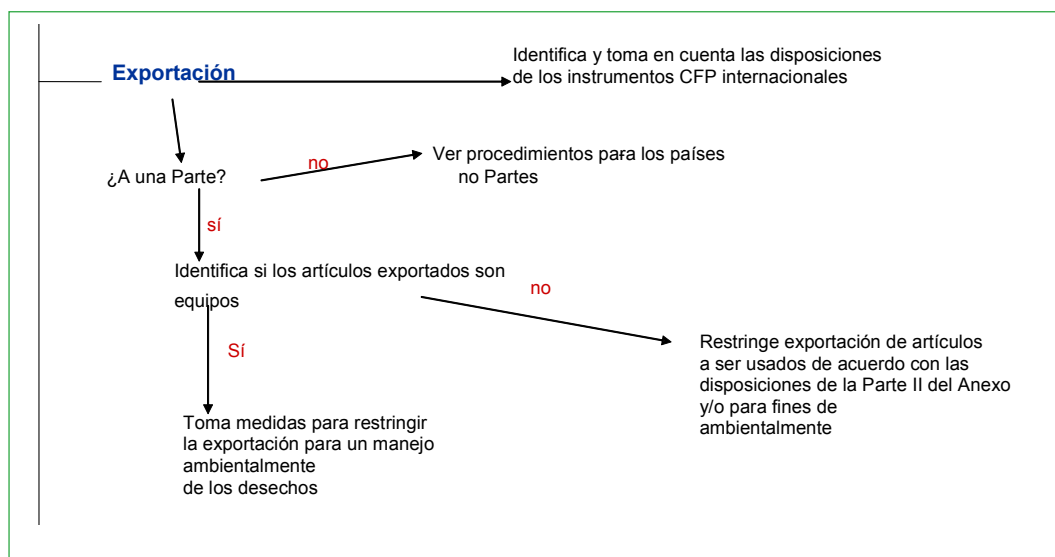 Identifica y toma en cuenta las disposiciones
de los instrumentos CFP internacionales
Exportación
¿A una Parte?
no
Ver procedimientos para los países
no Partes
sí
Identifica si los artículos exportados son
equipos
no
Sí
Restringe exportación de artículos
a ser usados de acuerdo con las
disposiciones de la Parte II del Anexo
y/o para fines de
ambientalmente
Toma medidas para restringir
la exportación para un manejo
ambientalmente
de los desechos